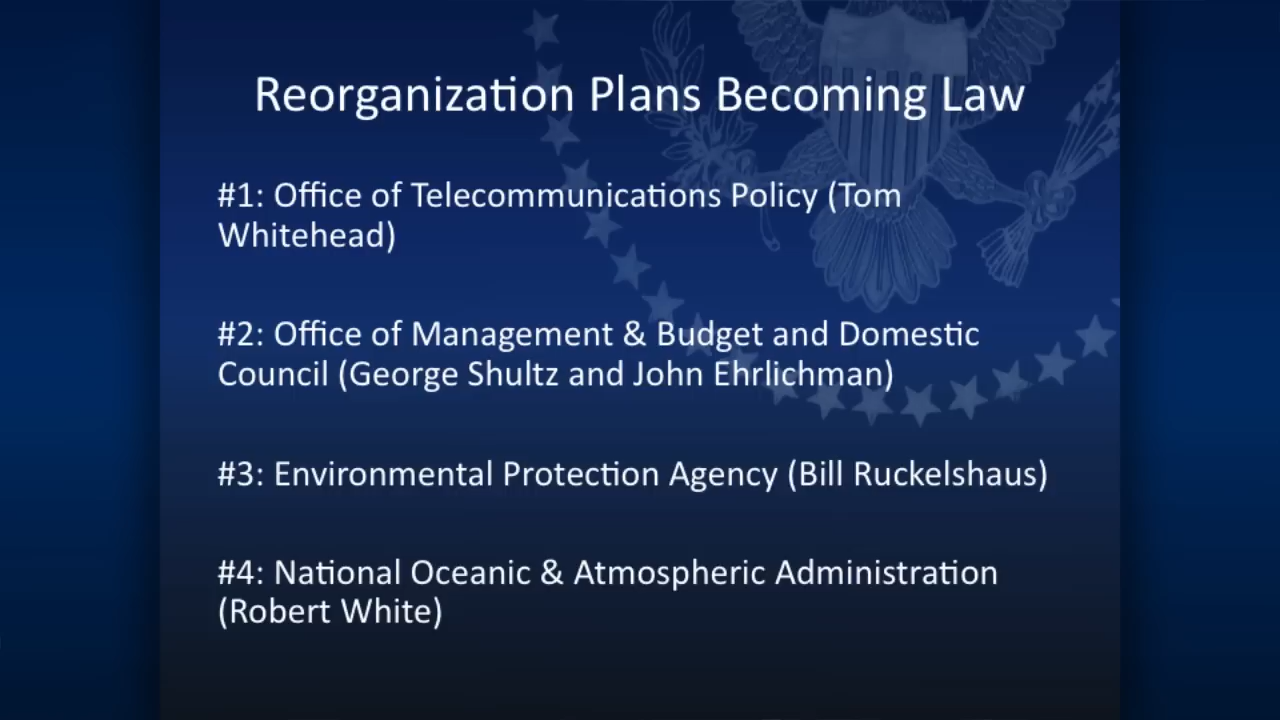 Reorganization Plans Becoming Law
#1: Office of Telecommunications Policy (Tom
Whitehead)
#2: Office of Management & Budget and Domestic
Council (George Shultz and John Ehrlichman)
#3: Environmental Protection Agency (Bill Ruckelshaus)
#4: National Oceanic & Atmospheric Administration
(Robert White)